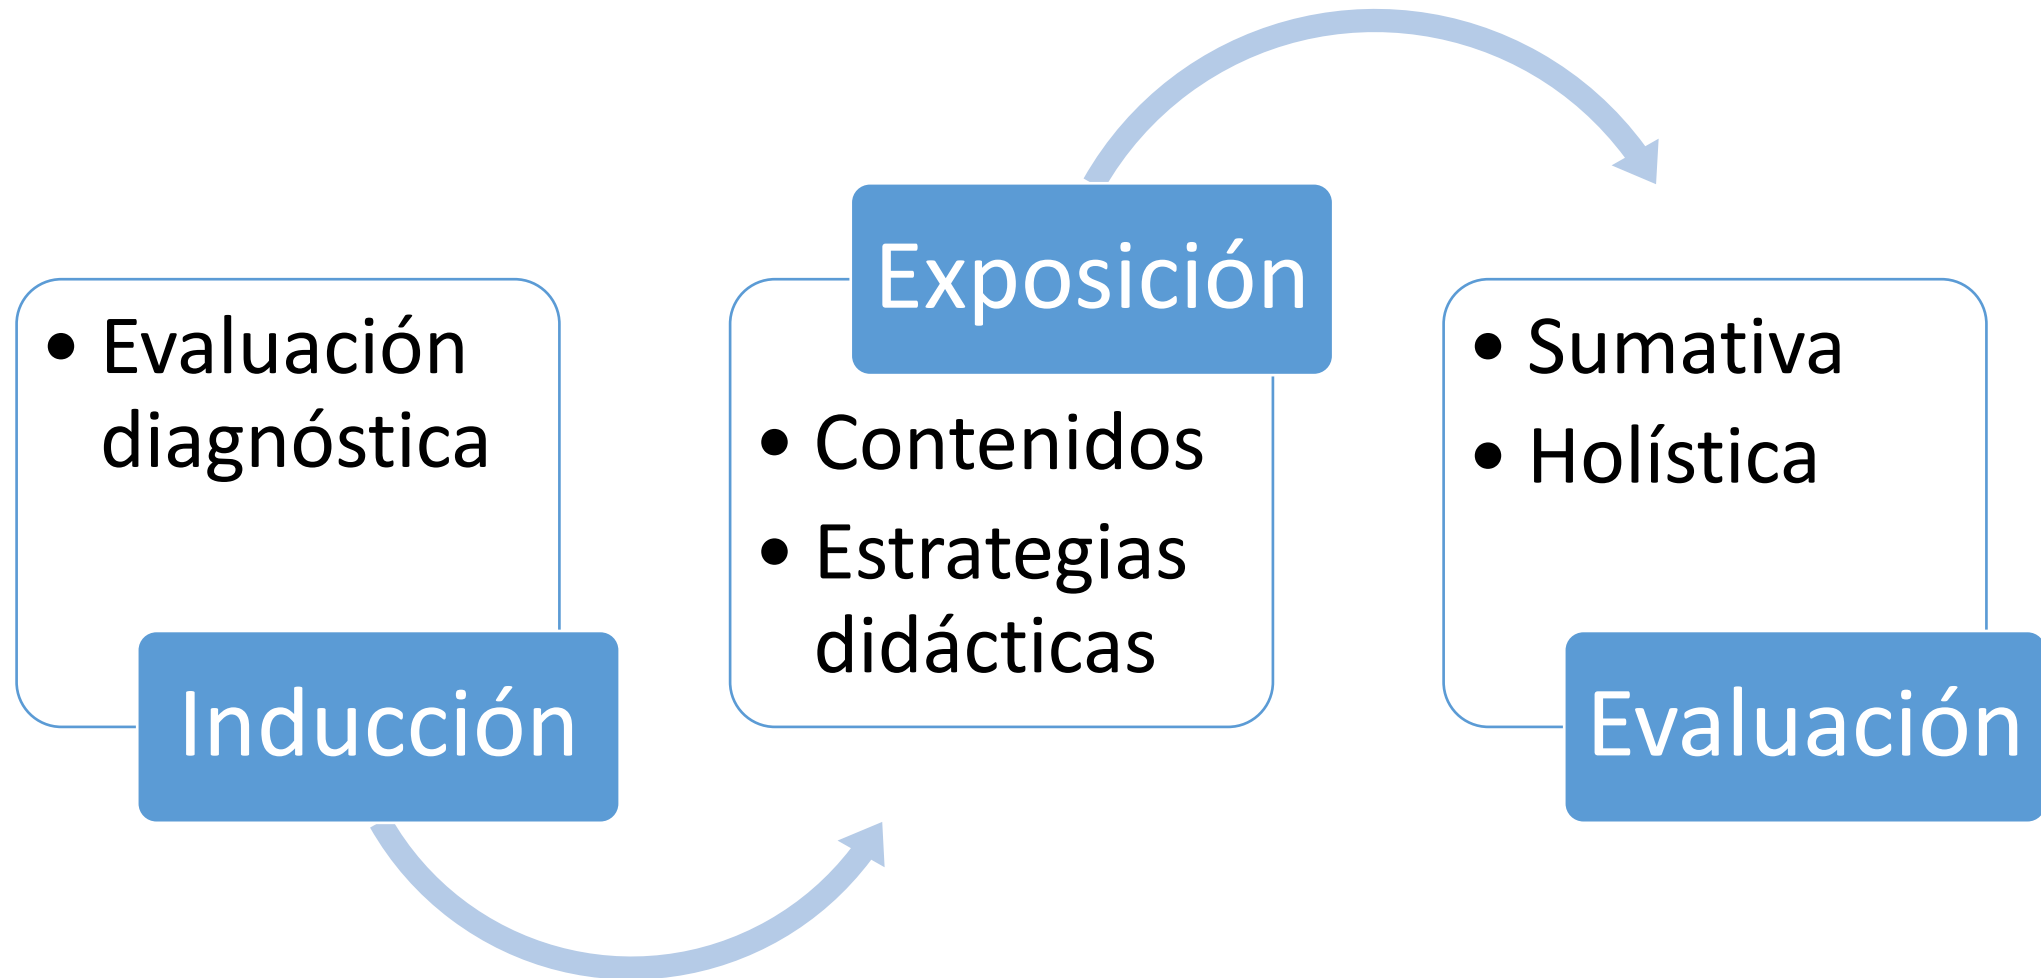 • Evaluación
diagnóstica
Inducción
Exposición
• Contenidos
• Estrategias
didácticas
• Sumativa
• Holística
Evaluación